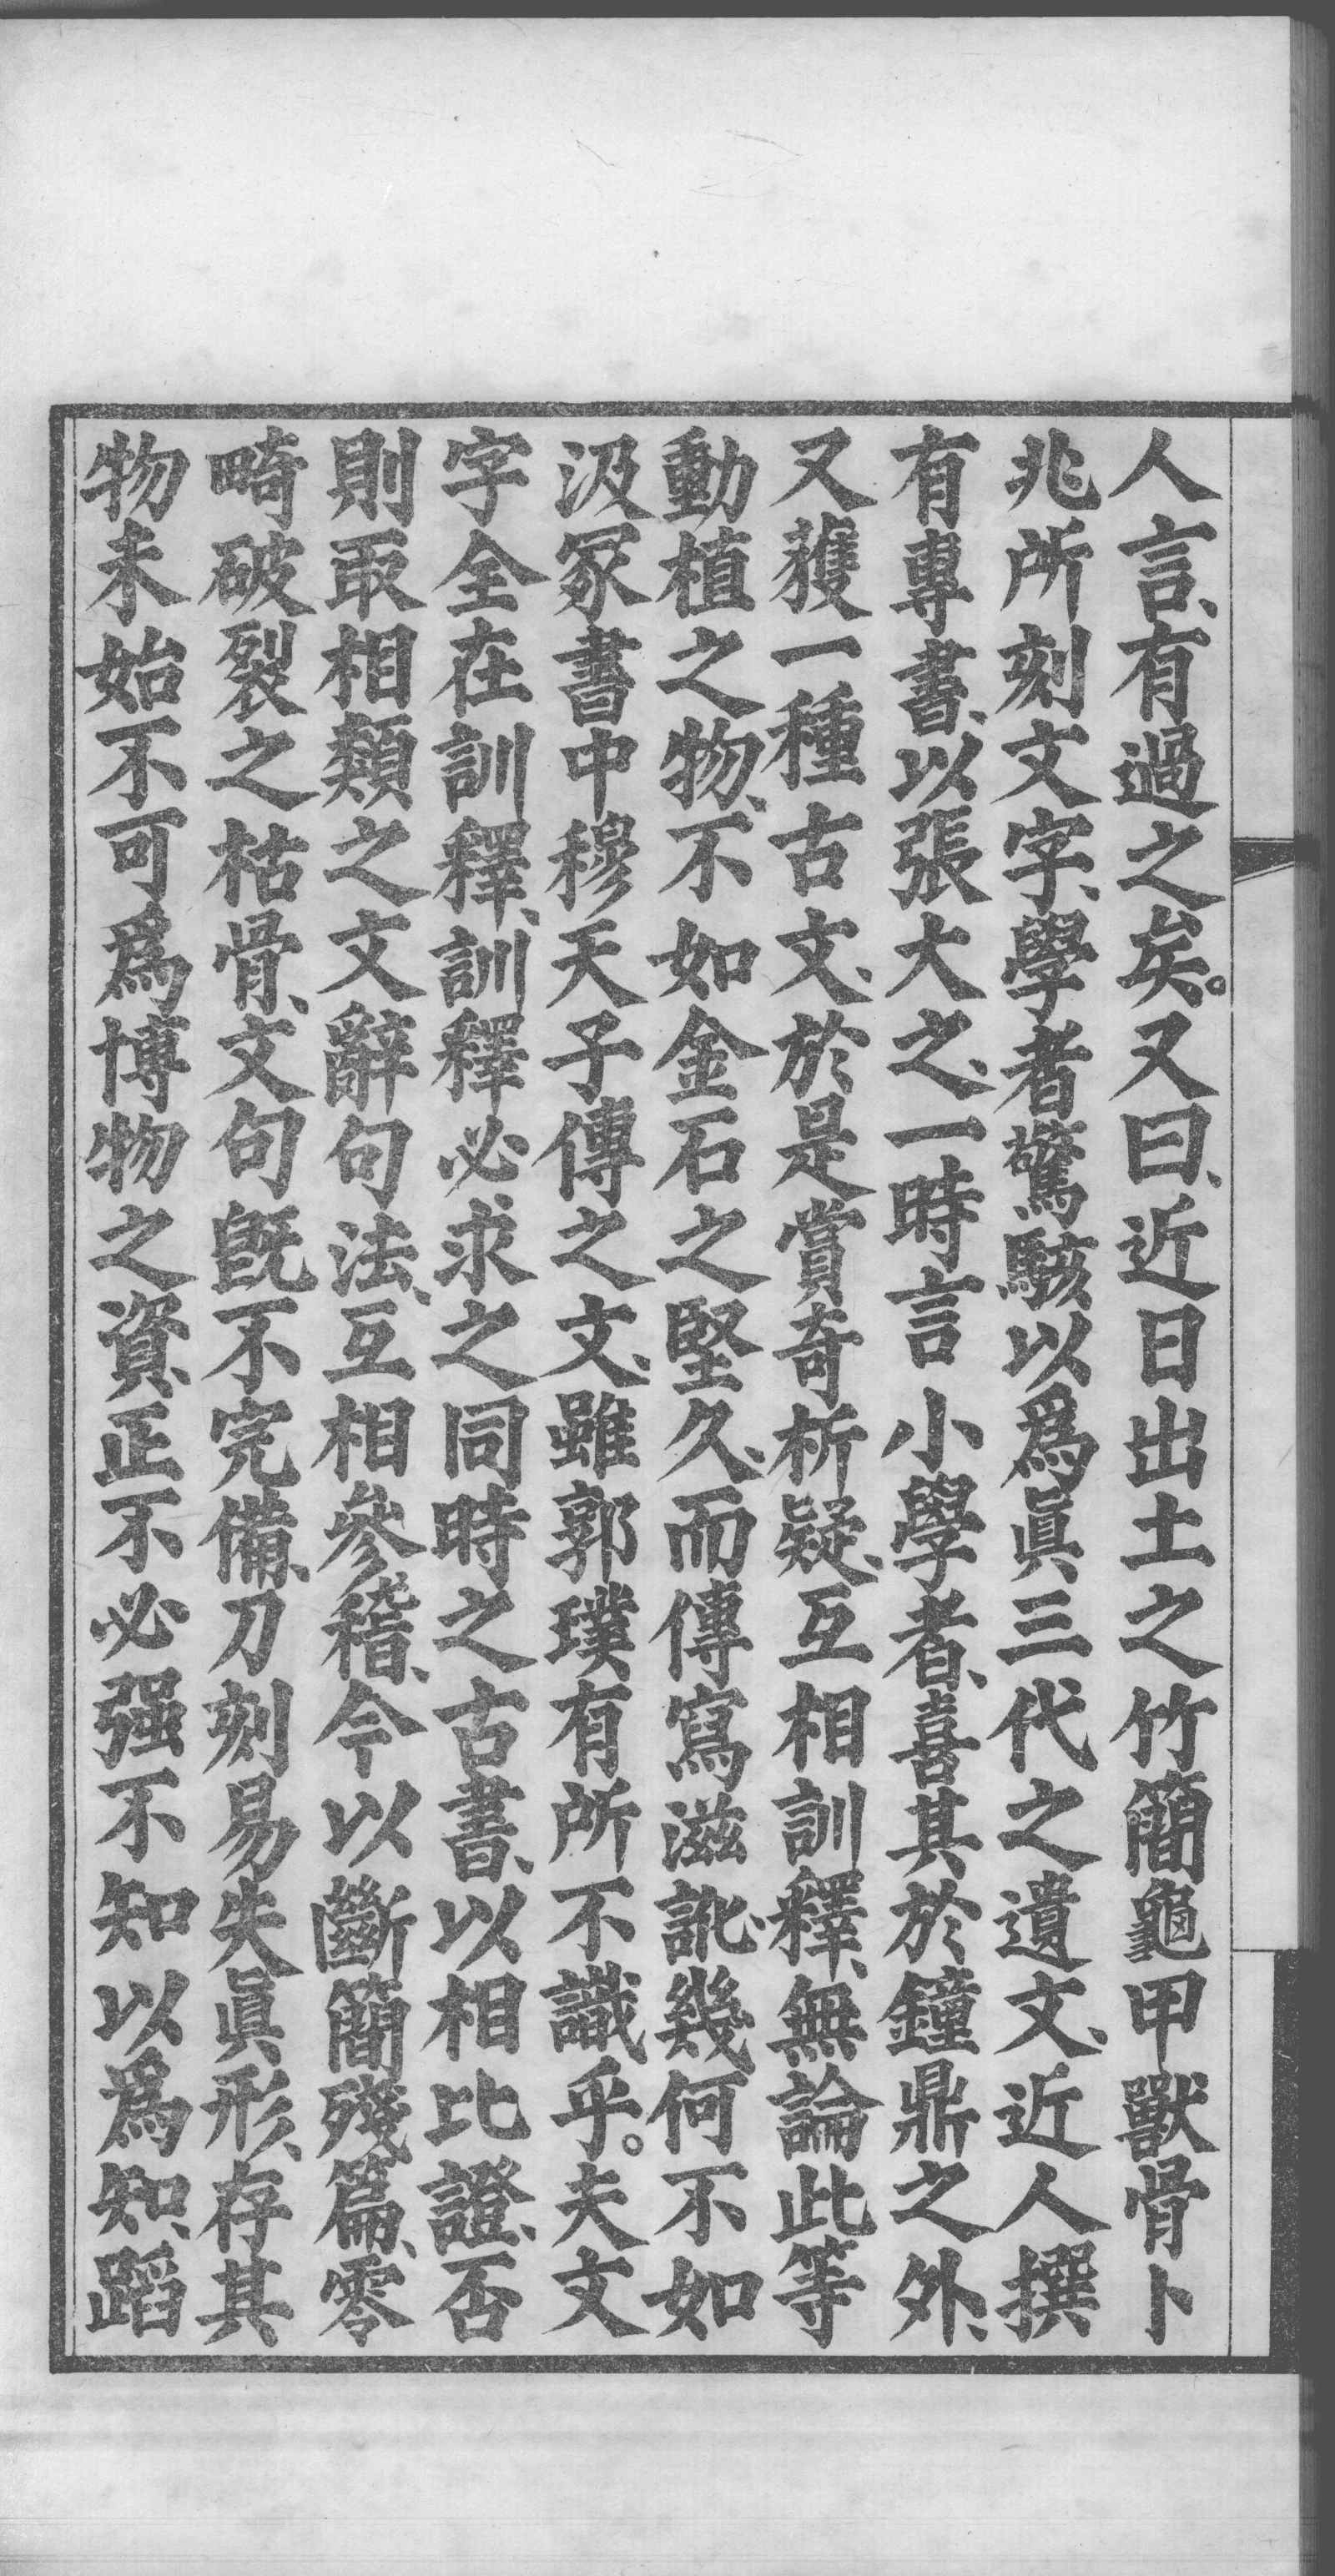 人言、有過之矣。又曰、近日出土之竹簡龜甲獸骨卜
兆所刻文字、學者驚駭以爲眞三代之遺文、近人撰
有專書、以張大之、一時言小學者、喜其於鐘鼎之外、
又獲一種古文、於是賞奇析疑、互相訓釋、無論此等
動植之物、不如金石之堅久、而傳寫滋訛、幾何不如
汲冢書中穆天子傳之文、雖郭璞有所不識乎。夫文
字全在訓釋、訓釋必求之同時之古書、以相比證、否
則取相類之文辭句法、互相參稽、今以斷簡殘篇、零
畸破裂之枯骨、文句旣不完備、刀刻易失眞形、存其
物未始不可爲博物之資、正不必强不知以爲知、蹈